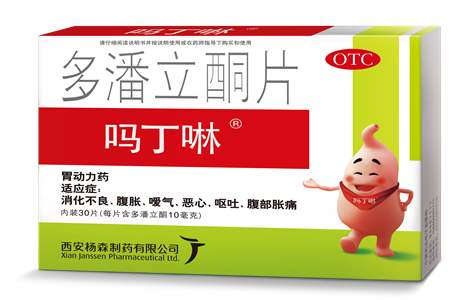 请仔细阅读说明书并按说明使用或在药师指导下购买和使用
OTC
多潘立酮片
吗丁啉®
胃动力药
适应症:
消化不良、腹胀、嗳气、恶心、呕吐、腹部胀痛
内装30片(每片含多潘立酮10毫克)
吗丁啉
西安杨森制药有限公司
Xian Janssen Pharmaceutical Ltd.